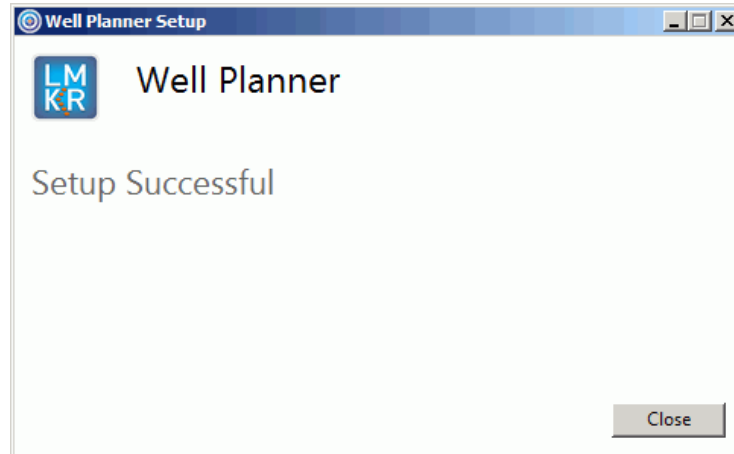 Well Planner Setup
LM
KR
Well Planner
Setup Successful
Close